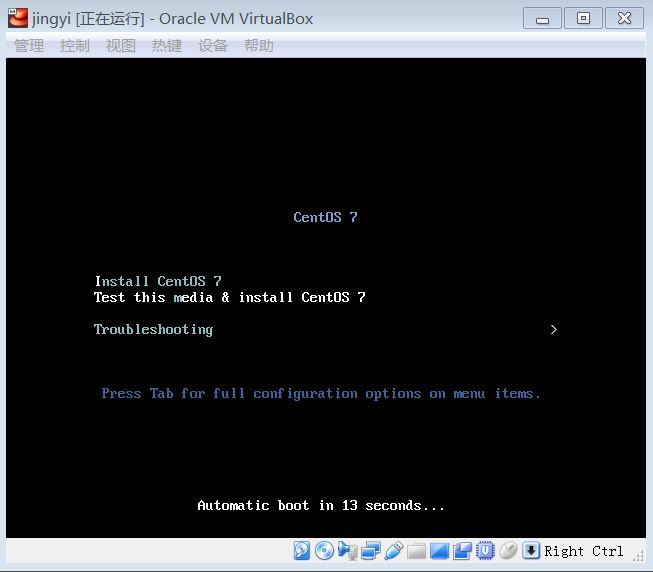 jingyi [正在运行] - Oracle VM VirtualBox
管理 控制 视图 热键 设备 帮助
CentOS 7
Install CentOS 7
Test this media & install CentOS 7
Troubleshooting >
Press Tab for full configuration options on menu items.
Automatic boot in 13 seconds...
Right Ctrl